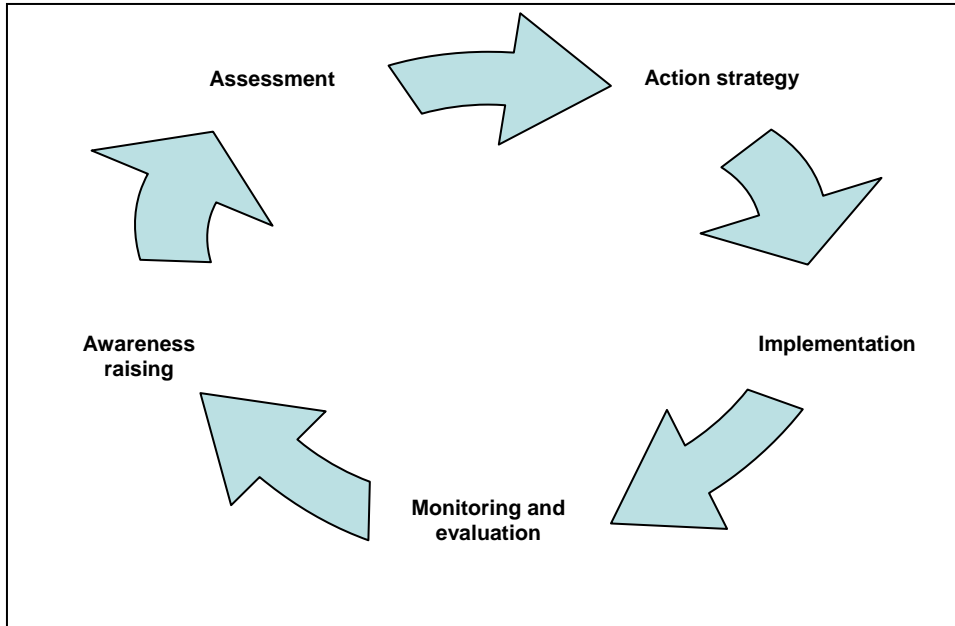 Assessment
Action strategy
Implementation
Monitoring and
evaluation
Awareness
raising